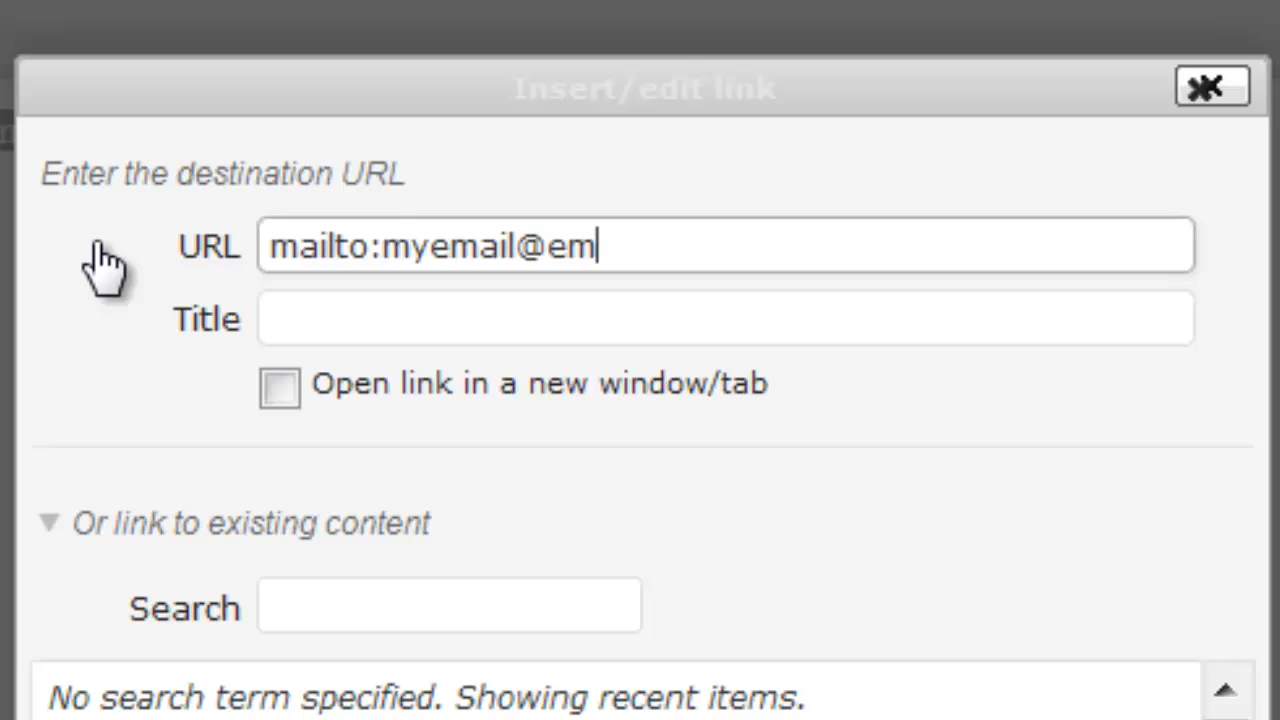 Insert/edit link
Enter the destination URL
URL mailto:myemail@em
Title
Open link in a new window/tab
Or link to existing content
Search
No search term specified. Showing recent items.